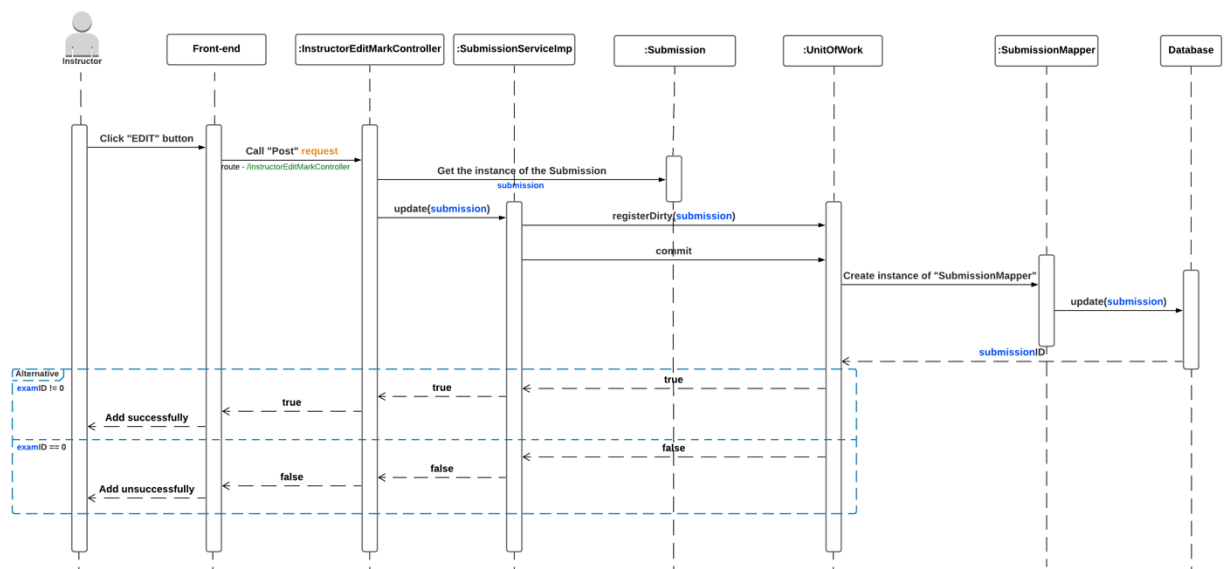 Instructor
Front-end
:InstructorEditMarkController
:SubmissionServiceImp
:Submission
:UnitOfWork
:SubmissionMapper
Database
Click "EDIT" button
Call "Post" request
route - /InstructorEditMarkController
Get the instance of the Submission
submission
update(submission)
registerDirty(submission)
commit
Create instance of "SubmissionMapper"
update(submission)
submissionID
Alternative
examID != 0
true
true
true
Add successfully
examID == 0
false
false
false
Add unsuccessfully